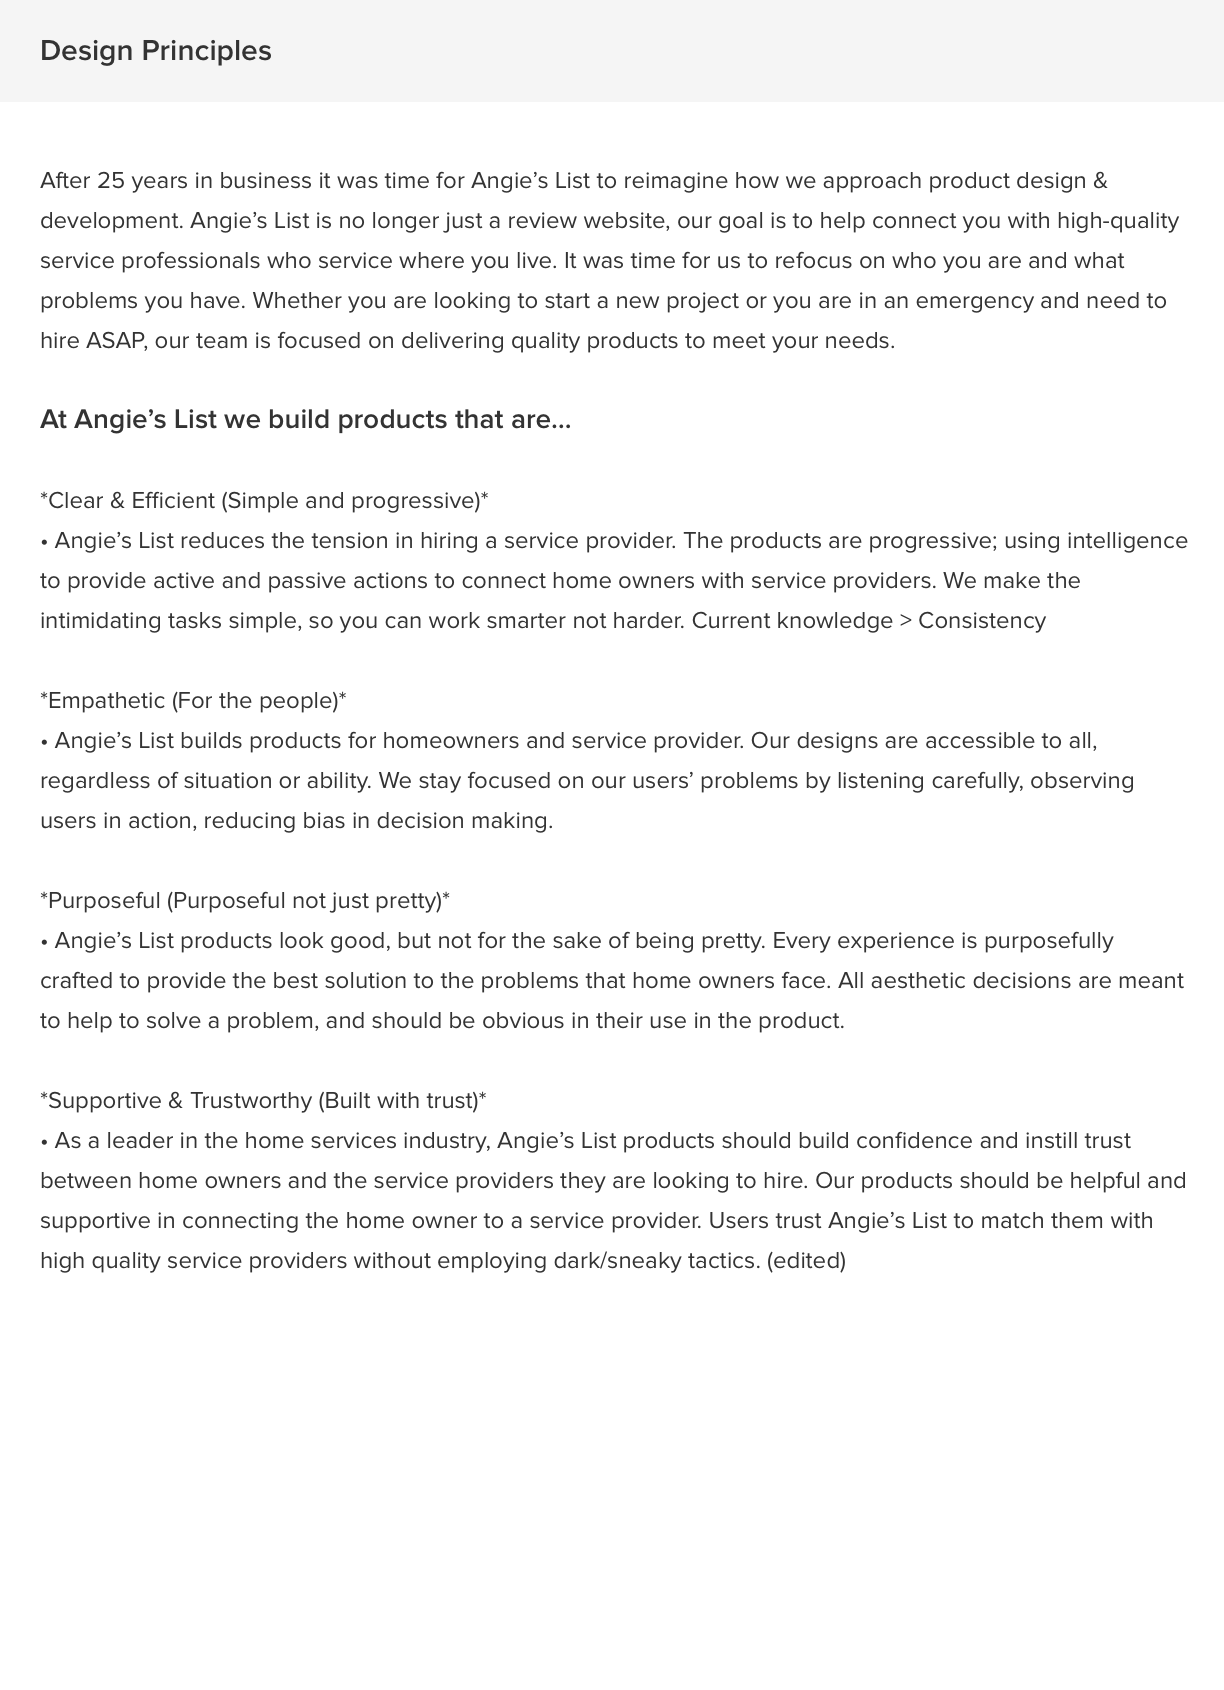 Design Principles
After 25 years in business it was time for Angie’s List to reimagine how we approach product design &
development. Angie’s List is no longer just a review website, our goal is to help connect you with high-quality
service professionals who service where you live. It was time for us to refocus on who you are and what
problems you have. Whether you are looking to start a new project or you are in an emergency and need to
hire ASAP, our team is focused on delivering quality products to meet your needs.
At Angie’s List we build products that are...
*Clear & Efficient (Simple and progressive)*
• Angie’s List reduces the tension in hiring a service provider. The products are progressive; using intelligence
to provide active and passive actions to connect home owners with service providers. We make the
intimidating tasks simple, so you can work smarter not harder. Current knowledge > Consistency
*Empathetic (For the people)*
• Angie’s List builds products for homeowners and service provider. Our designs are accessible to all,
regardless of situation or ability. We stay focused on our users’ problems by listening carefully, observing
users in action, reducing bias in decision making.
*Purposeful (Purposeful not just pretty)*
• Angie’s List products look good, but not for the sake of being pretty. Every experience is purposefully
crafted to provide the best solution to the problems that home owners face. All aesthetic decisions are meant
to help to solve a problem, and should be obvious in their use in the product.
*Supportive & Trustworthy (Built with trust)*
• As a leader in the home services industry, Angie’s List products should build confidence and instill trust
between home owners and the service providers they are looking to hire. Our products should be helpful and
supportive in connecting the home owner to a service provider. Users trust Angie’s List to match them with
high quality service providers without employing dark/sneaky tactics. (edited)